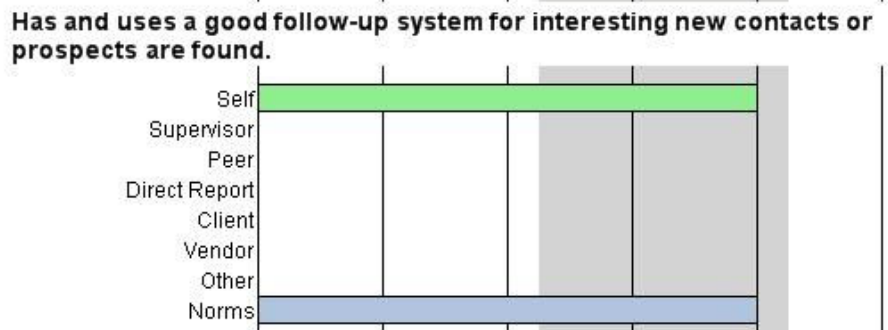 Has and uses a good follow-up system for interesting new contacts or
prospects are found.
Self
Supervisor
Peer
Direct Report
Client
Vendor
Other
Norms